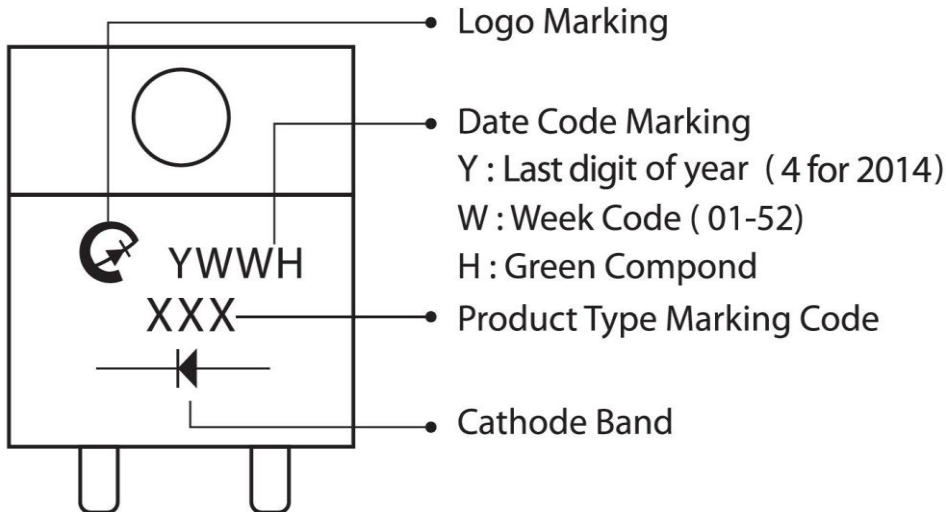 Logo Marking
Date Code Marking
Y : Last digit of year ( 4 for 2014)
W : Week Code ( 01-52)
H : Green Compond
YWWH
XXX
Product Type Marking Code
Cathode Band